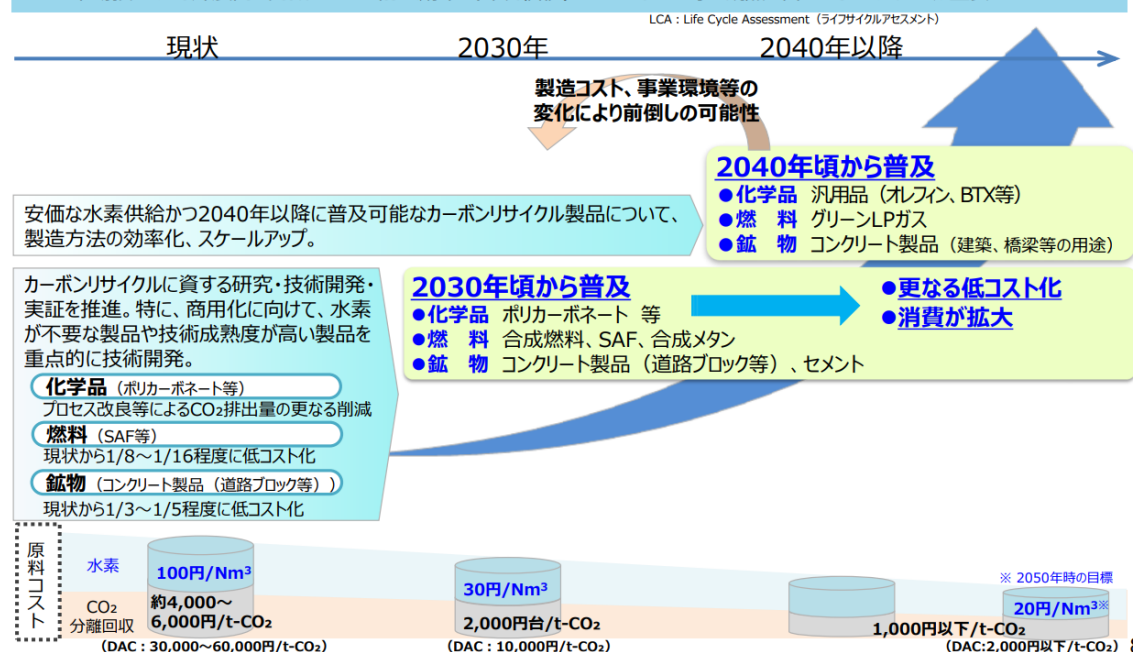 LCA：Life Cycle Assessment（ライフサイクルアセスメント）
現状
2030年
2040年以降
製造コスト、事業環境等の
変化により前倒しの可能性
2040年頃から普及
●化学品 汎用品（オレフィン、BTX等）
●燃 料 グリーンLPガス
●鉱 物 コンクリート製品（建築、橋梁等の用途）
安価な水素供給かつ2040年以降に普及可能なカーボンリサイクル製品について、
製造方法の効率化、スケールアップ。
カーボンリサイクルに資する研究・技術開発・
実証を推進。特に、商用化に向けて、水素
が不要な製品や技術成熟度が高い製品を
重点的に技術開発。
化学品（ポリカーボネート等）
プロセス改良等によるCO₂排出量の更なる削減
燃料（SAF等）
現状から1/8～1/16程度に低コスト化
鉱物（コンクリート製品（道路ブロック等））
現状から1/3～1/5程度に低コスト化
2030年頃から普及
●化学品 ポリカーボネート 等
●燃 料 合成燃料、SAF、合成メタン
●鉱 物 コンクリート製品（道路ブロック等）、セメント
●更なる低コスト化
●消費が拡大
原料コスト
水素
100円/Nm³
30円/Nm³
※ 2050年時の目標
20円/Nm³※
CO₂
分離回収
約4,000～
6,000円/t-CO₂
2,000円台/t-CO₂
1,000円以下/t-CO₂
（DAC：30,000～60,000円/t-CO₂）
（DAC：10,000円/t-CO₂）
（DAC:2,000円以下/t-CO₂）